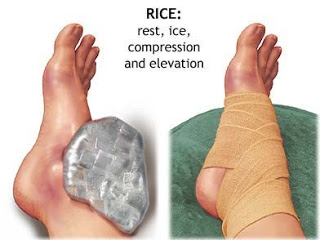 RICE:
rest, ice,
compression
and elevation